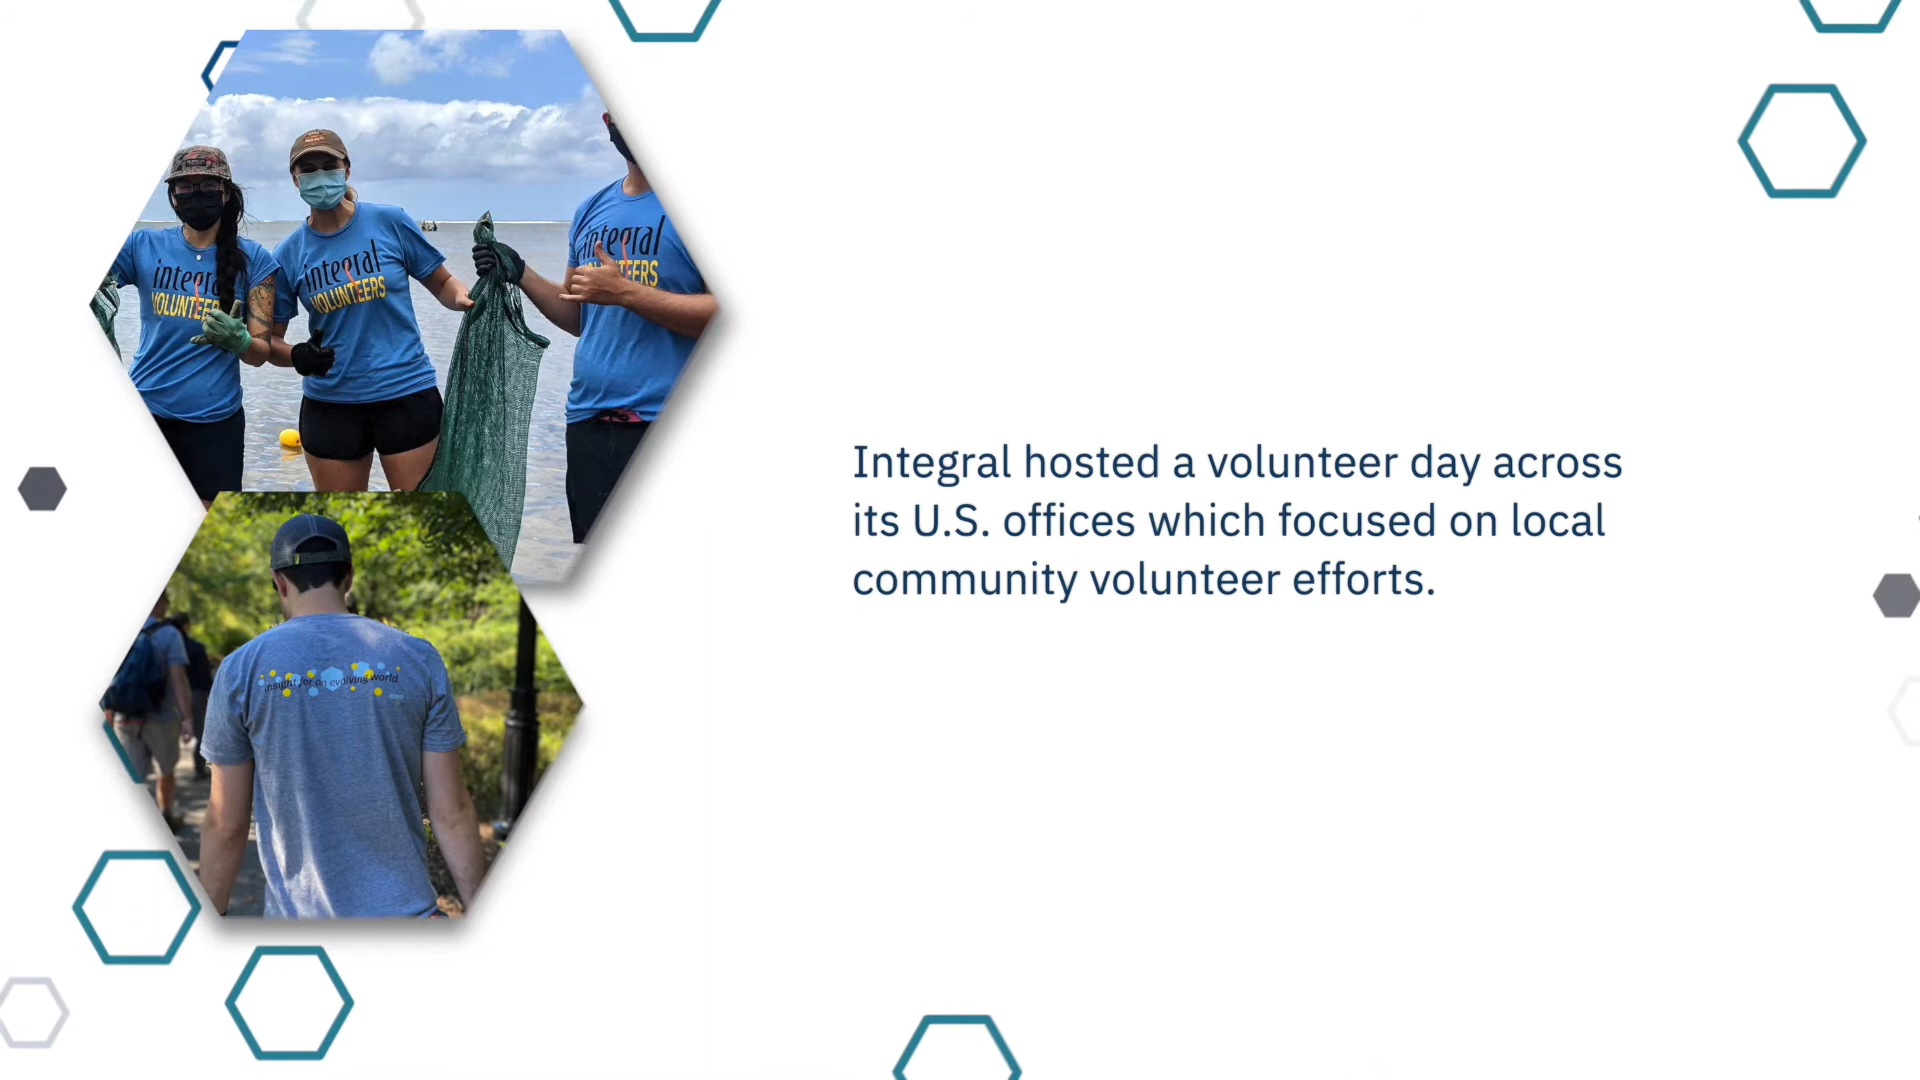 integral
VOLUNTEERS
integral
VOLUNTEERS
integral
VOLUNTEERS
insight for an evolving world
Integral hosted a volunteer day across
its U.S. offices which focused on local
community volunteer efforts.